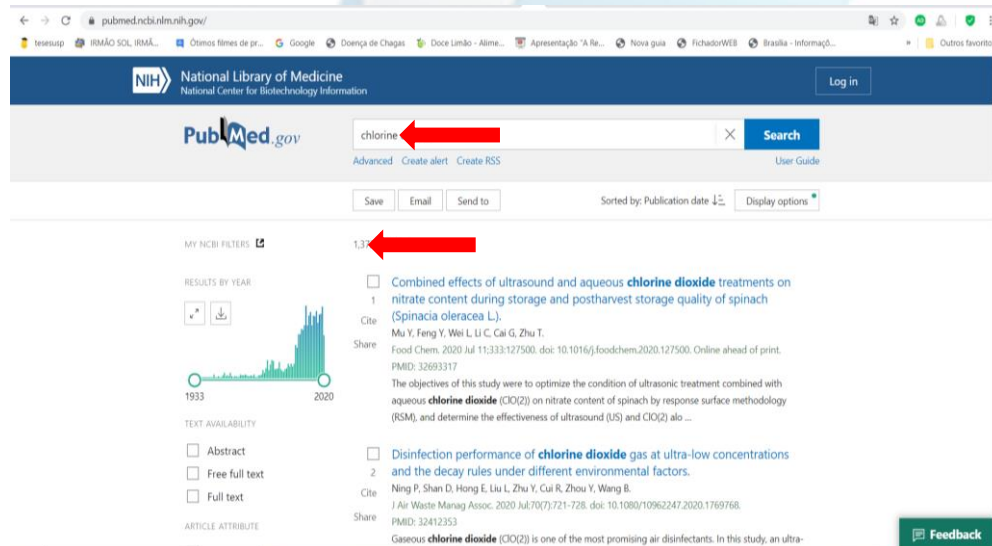 pubmed.ncbi.nlm.nih.gov/
tesesusp IRMÃO SOL, IRMÃ... Ótimos filmes de pr... Google Doença de Chagas Doce Limão - Alime... Apresentação "A Re... Nova guia FichadorWEB Brasília - Informaçõ... » Outros favorito
NIH National Library of Medicine
National Center for Biotechnology Information
Log in
PubMed.gov
chlorine
Search
Advanced Create alert Create RSS User Guide
Save Email Send to Sorted by: Publication date Display options
MY NCBI FILTERS
1,37
RESULTS BY YEAR
1933 2020
TEXT AVAILABILITY
Abstract
Free full text
Full text
ARTICLE ATTRIBUTE
1
Cite
Share
Combined effects of ultrasound and aqueous chlorine dioxide treatments on
nitrate content during storage and postharvest storage quality of spinach
(Spinacia oleracea L.).
Mu Y, Feng Y, Wei L, Li C, Cai G, Zhu T.
Food Chem. 2020 Jul 11;333:127500. doi: 10.1016/j.foodchem.2020.127500. Online ahead of print.
PMID: 32693317
The objectives of this study were to optimize the condition of ultrasonic treatment combined with
aqueous chlorine dioxide (ClO(2)) on nitrate content of spinach by response surface methodology
(RSM), and determine the effectiveness of ultrasound (US) and ClO(2) alo ...
2
Cite
Share
Disinfection performance of chlorine dioxide gas at ultra-low concentrations
and the decay rules under different environmental factors.
Ning P, Shan D, Hong E, Liu L, Zhu Y, Cui R, Zhou Y, Wang B.
J Air Waste Manag Assoc. 2020 Jul;70(7):721-728. doi: 10.1080/10962247.2020.1769768.
PMID: 32412353
Gaseous chlorine dioxide (ClO(2)) is one of the most promising air disinfectants. In this study, an ultra-
Feedback